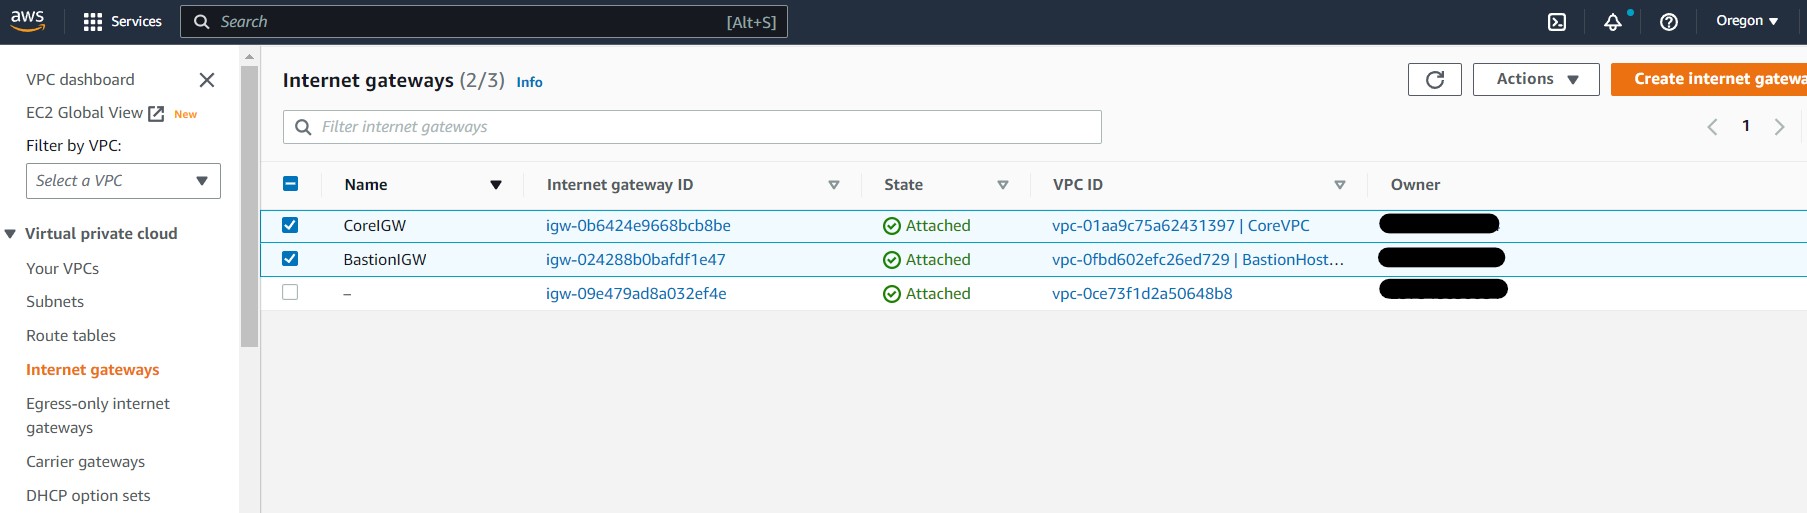 aws Services Search [Alt+S] Oregon
VPC dashboard
EC2 Global View New
Filter by VPC:
Select a VPC
Virtual private cloud
Your VPCs
Subnets
Route tables
Internet gateways
Egress-only internet
gateways
Carrier gateways
DHCP option sets
Internet gateways (2/3) Info Actions Create internet gatewa
Filter internet gateways 1
Name Internet gateway ID State VPC ID Owner
CoreIGW igw-0b6424e9668bcb8be Attached vpc-01aa9c75a62431397 | CoreVPC
BastionIGW igw-024288b0bafdf1e47 Attached vpc-0fbd602efc26ed729 | BastionHost...
– igw-09e479ad8a032ef4e Attached vpc-0ce73f1d2a50648b8